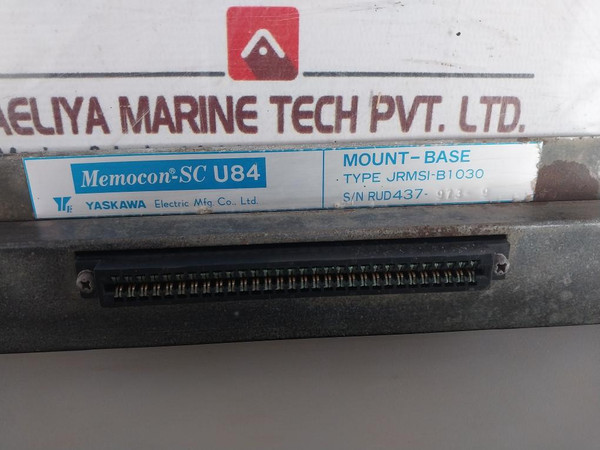 AELIYA MARINE TECH PVT. LTD.
Memocon®-SC U84
YASKAWA Electric Mfg. Co., Ltd.
MOUNT-BASE
TYPE JRMSI-B1030
S/N RUD437-